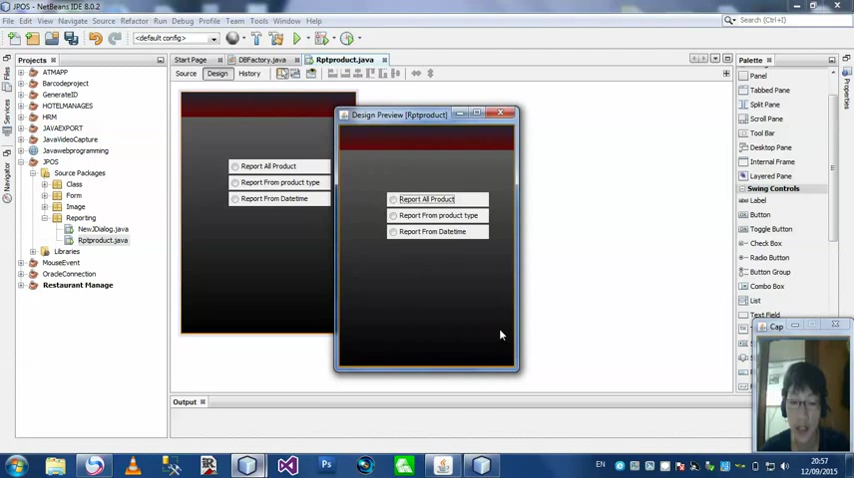 JPOS - NetBeans IDE 8.0.2
File Edit View Navigate Source Refactor Run Debug Profile Team Tools Window Help
Search (Ctrl+I)
<default config>
Projects
Start Page
DBFactory.java
Rptproduct.java
Palette
Source Design History
Files
Services
Navigator
Properties
ATMAPP
Barcodeproject
GenerateID
HOTELMANAGES
HRM
JAVAEXPORT
JavaVideoCapture
Javawebprogramming
JPOS
Source Packages
Class
Form
Image
Reporting
NewJDialog.java
Rptproduct.java
Libraries
MouseEvent
OracleConnection
Restaurant Manage
Report All Product
Report From product type
Report From Datetime
Design Preview [Rptproduct]
Report All Product
Report From product type
Report From Datetime
Panel
Tabbed Pane
Split Pane
Scroll Pane
Tool Bar
Desktop Pane
Internal Frame
Layered Pane
Swing Controls
Label
Button
Toggle Button
Check Box
Radio Button
Button Group
Combo Box
List
Text Field
Cap
Output
Ps
EN
20:57
12/09/2015